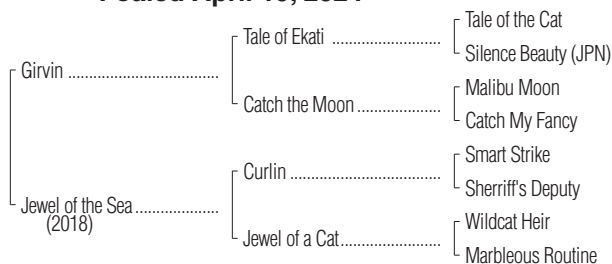 Tale of the Cat
Tale of Ekati ................................
Silence Beauty (JPN)
Girvin ............................................
Malibu Moon
Catch the Moon ........................
Catch My Fancy
Smart Strike
Curlin ...........................................
Sherriff's Deputy
Jewel of the Sea .........................
(2018)
Wildcat Heir
Jewel of a Cat .............................
Marbleous Routine